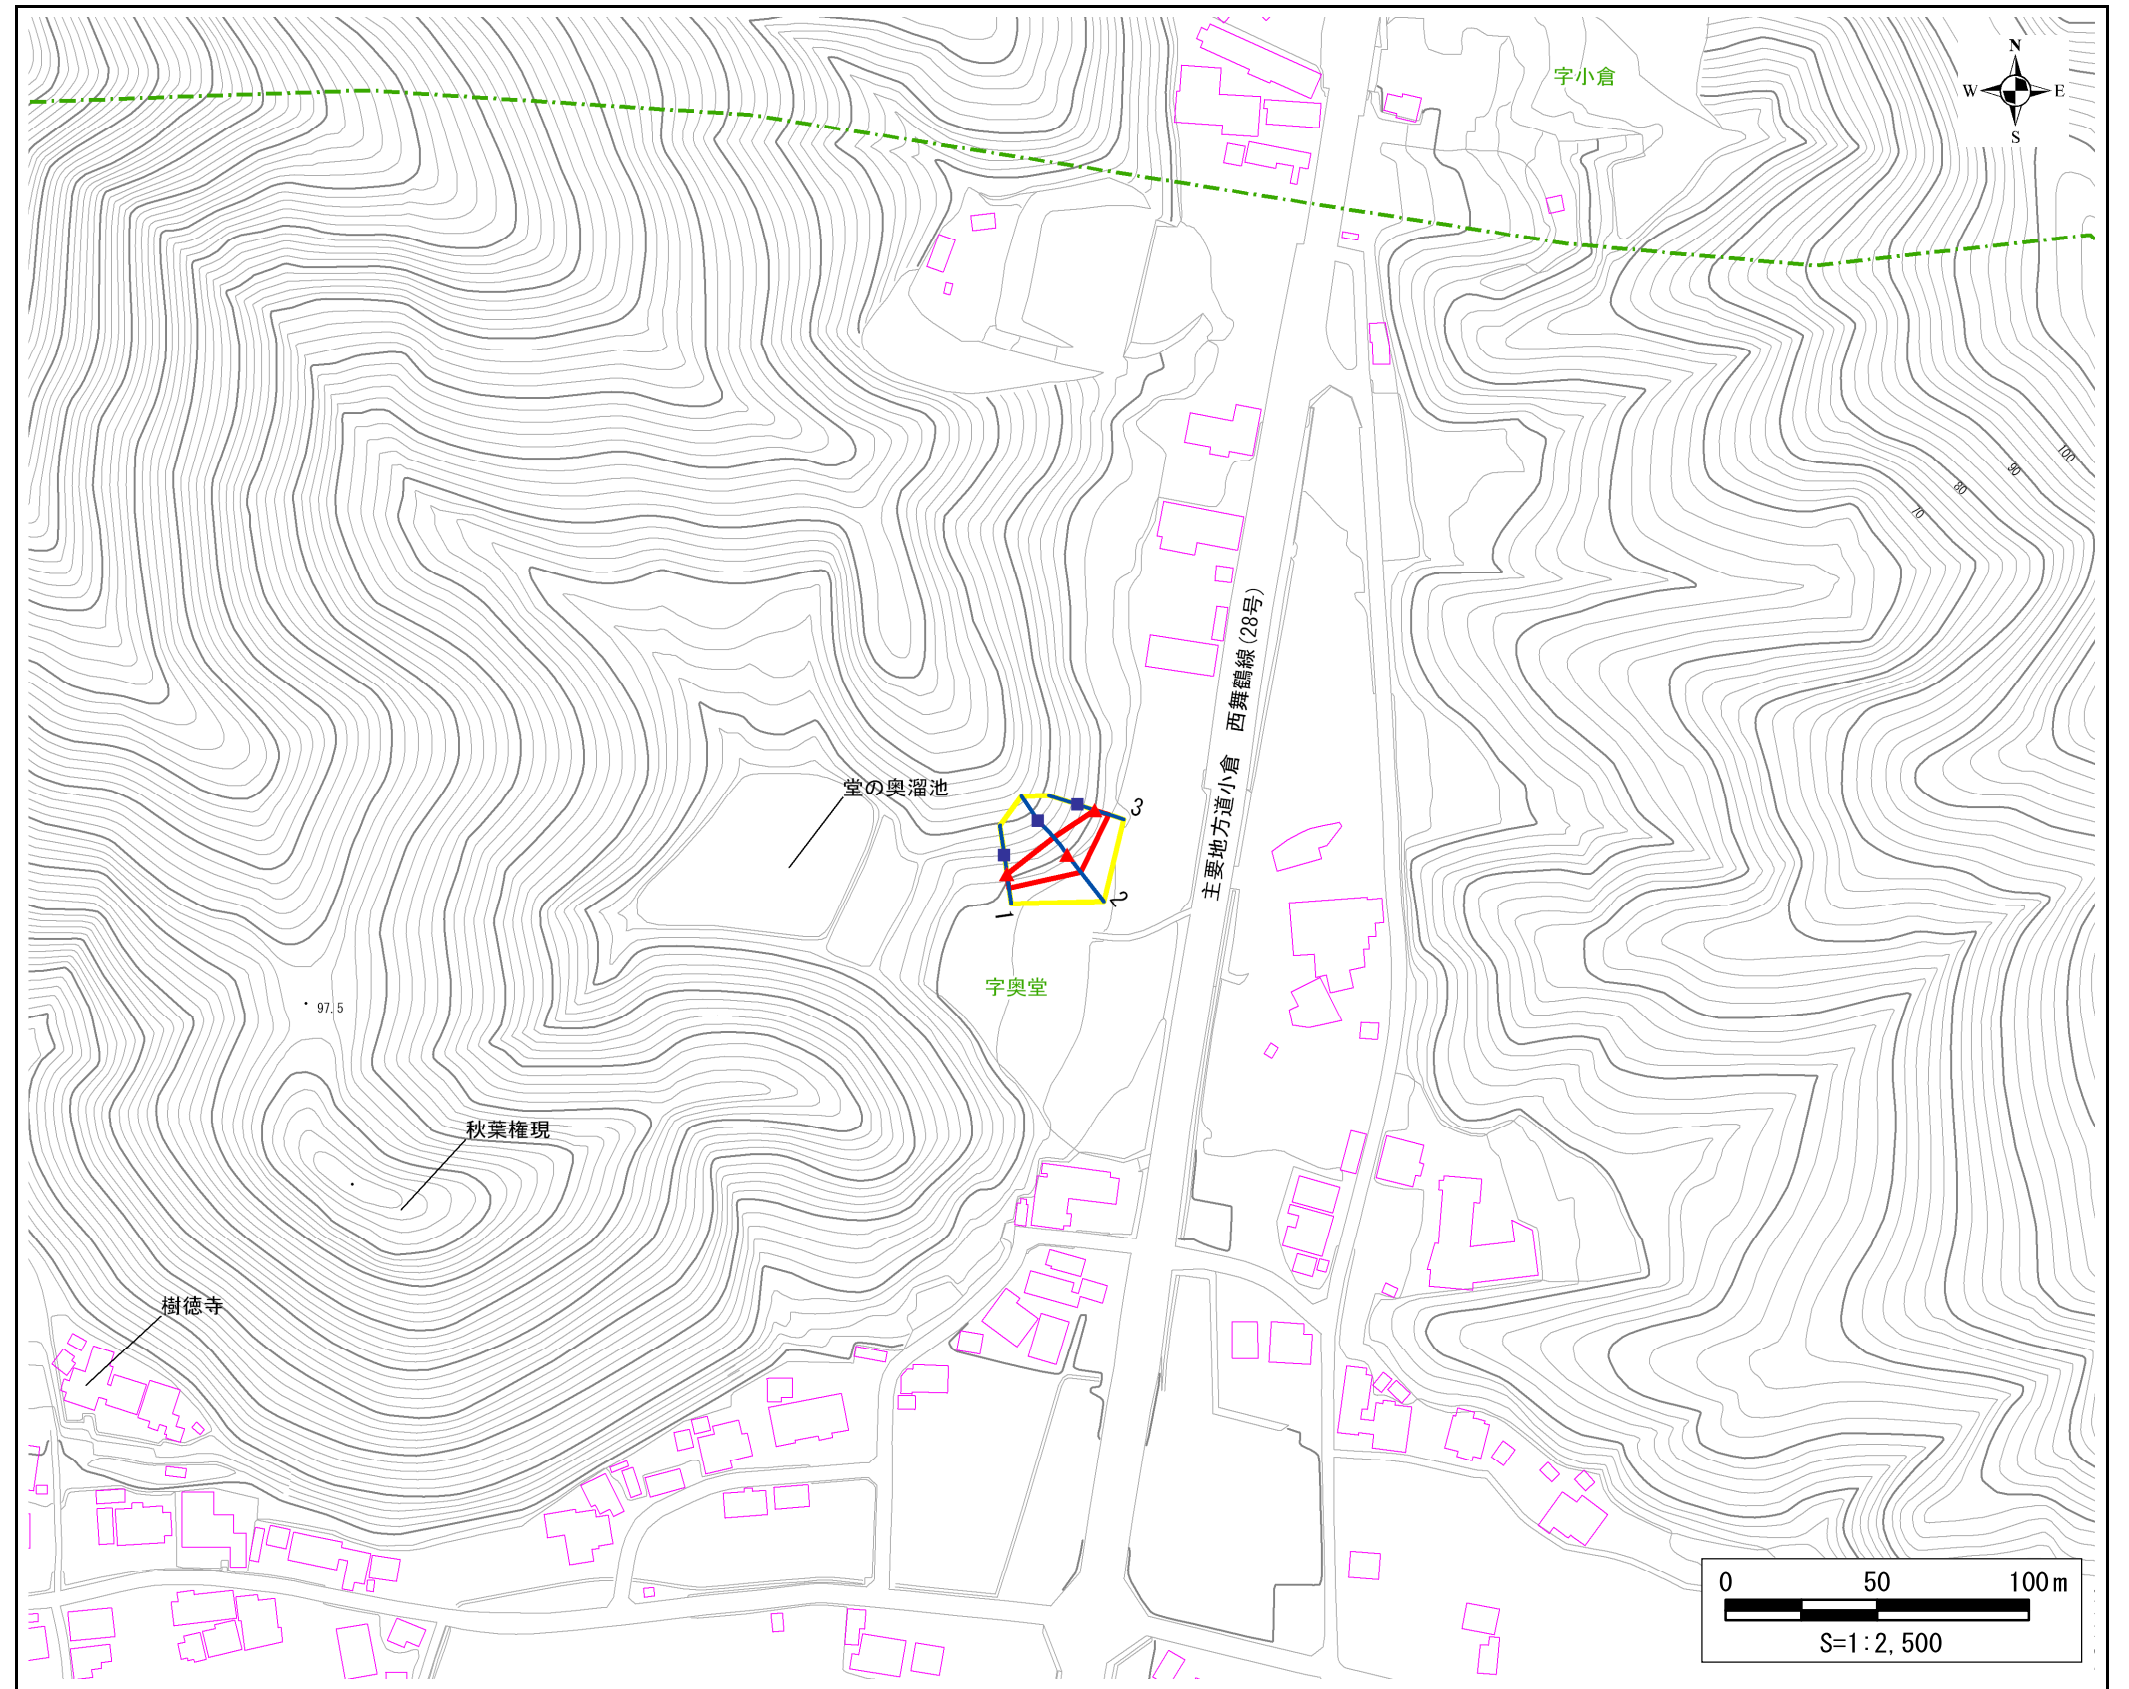 N
字小倉
W E
S
100
90
80
70
主要地方道小倉　西舞鶴線(28号)
堂の奥溜池
3
2
1
字奥堂
97.5
秋葉権現
樹徳寺
0 50 100m
S=1:2,500